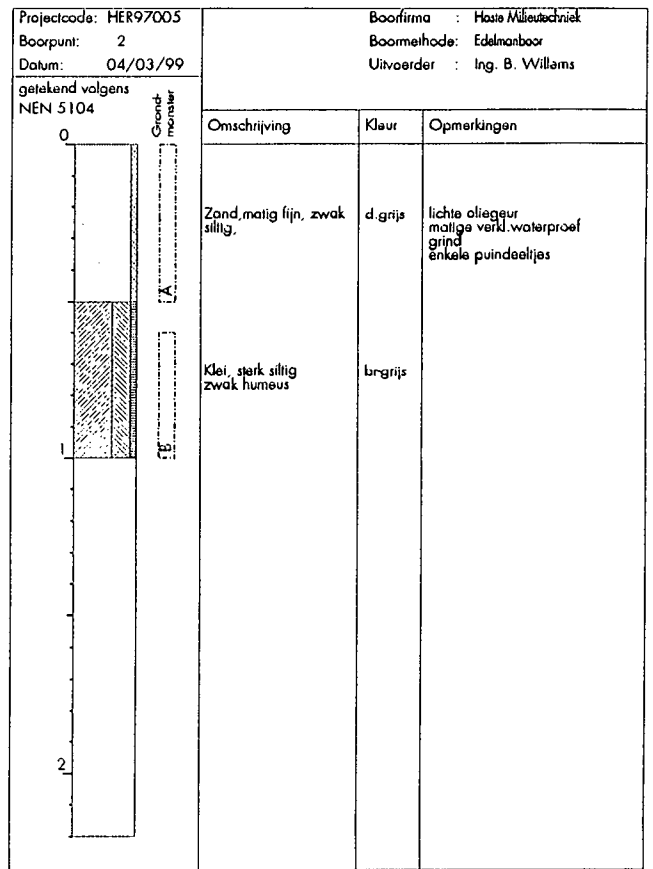 Projectcode: HER97005
Boorpunt: 2
Datum: 04/03/99
Boorfirma : Haste Milieutechniek
Boormethode: Edelmanboor
Uitvoerder : Ing. B. Willems
getekend volgens
NEN 5104
Grond-
monster
Omschrijving Kleur Opmerkingen
0
Zand,matig fijn, zwak
siltig,
d.grijs
lichte oliegeur
matige verkl.waterproef
grind
enkele puindeeltjes
A
Klei, sterk siltig
zwak humeus
br-grijs
B
1
2